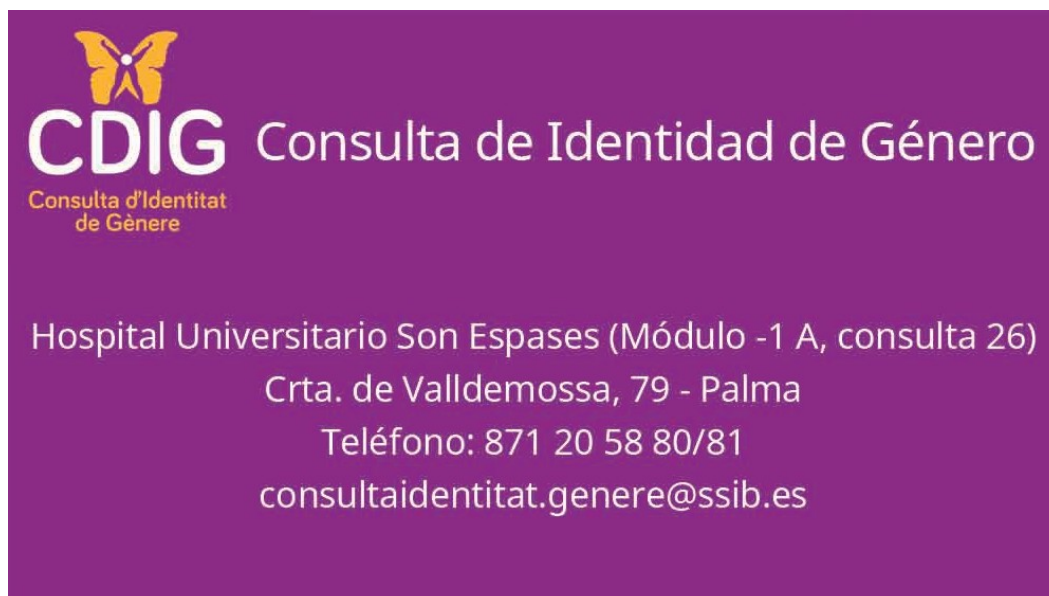 CDIG
Consulta d'Identitat
de Gènere
Consulta de Identidad de Género
Hospital Universitario Son Espases (Módulo -1 A, consulta 26)
Crta. de Valldemossa, 79 - Palma
Teléfono: 871 20 58 80/81
consultaidentitat.genere@ssib.es